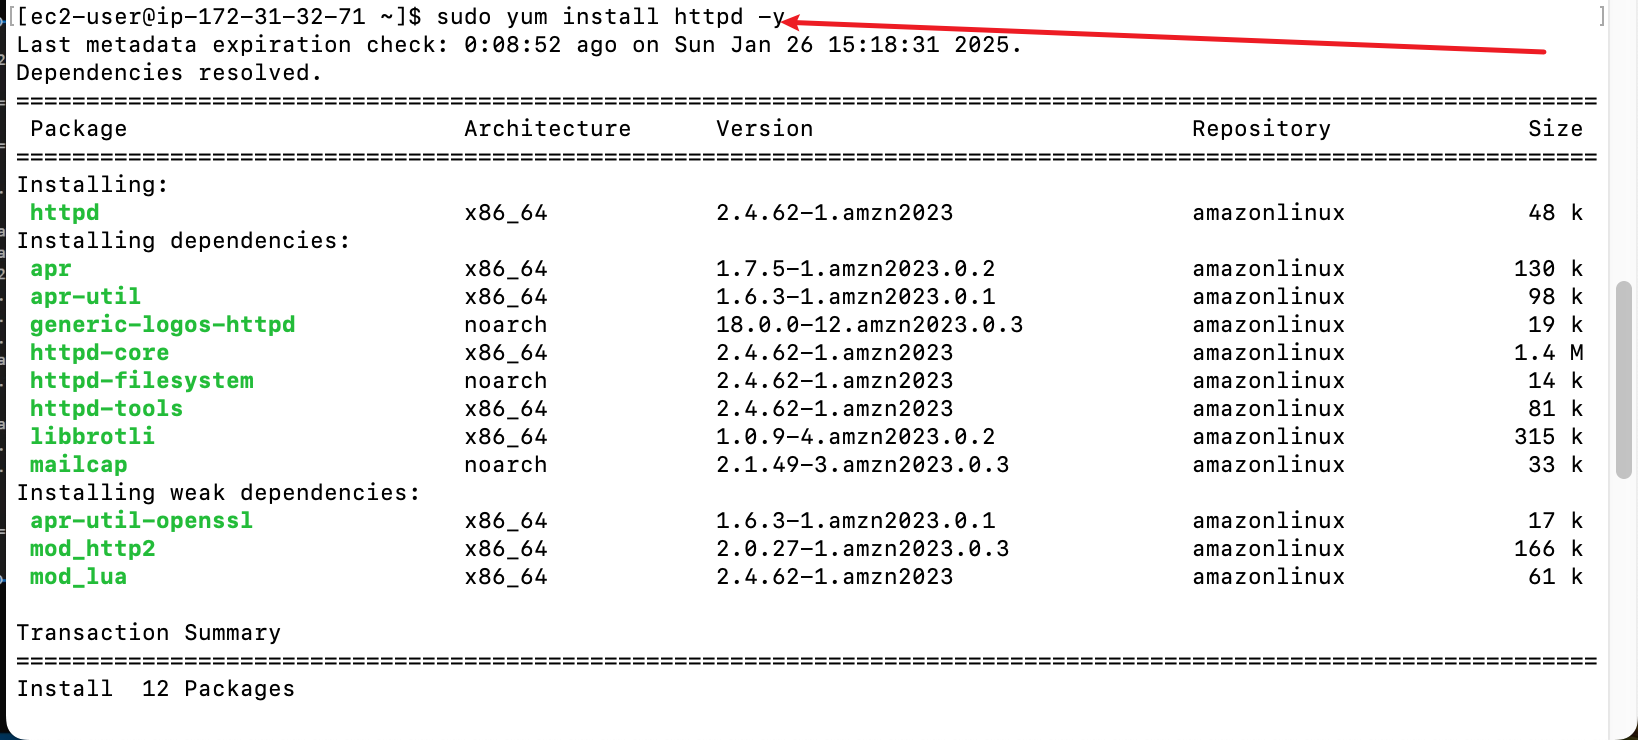 [[ec2-user@ip-172-31-32-71 ~]$ sudo yum install httpd -y ]
Last metadata expiration check: 0:08:52 ago on Sun Jan 26 15:18:31 2025.
Dependencies resolved.
=================================================================================================================
Package Architecture Version Repository Size
=================================================================================================================
Installing:
httpd x86_64 2.4.62-1.amzn2023 amazonlinux 48 k
Installing dependencies:
apr x86_64 1.7.5-1.amzn2023.0.2 amazonlinux 130 k
apr-util x86_64 1.6.3-1.amzn2023.0.1 amazonlinux 98 k
generic-logos-httpd noarch 18.0.0-12.amzn2023.0.3 amazonlinux 19 k
httpd-core x86_64 2.4.62-1.amzn2023 amazonlinux 1.4 M
httpd-filesystem noarch 2.4.62-1.amzn2023 amazonlinux 14 k
httpd-tools x86_64 2.4.62-1.amzn2023 amazonlinux 81 k
libbrotli x86_64 1.0.9-4.amzn2023.0.2 amazonlinux 315 k
mailcap noarch 2.1.49-3.amzn2023.0.3 amazonlinux 33 k
Installing weak dependencies:
apr-util-openssl x86_64 1.6.3-1.amzn2023.0.1 amazonlinux 17 k
mod_http2 x86_64 2.0.27-1.amzn2023.0.3 amazonlinux 166 k
mod_lua x86_64 2.4.62-1.amzn2023 amazonlinux 61 k
Transaction Summary
=================================================================================================================
Install 12 Packages